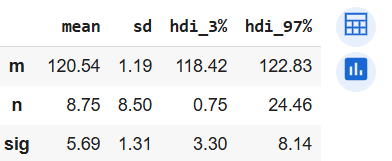 mean sd hdi_3% hdi_97%
m 120.54 1.19 118.42 122.83
n 8.75 8.50 0.75 24.46
sig 5.69 1.31 3.30 8.14